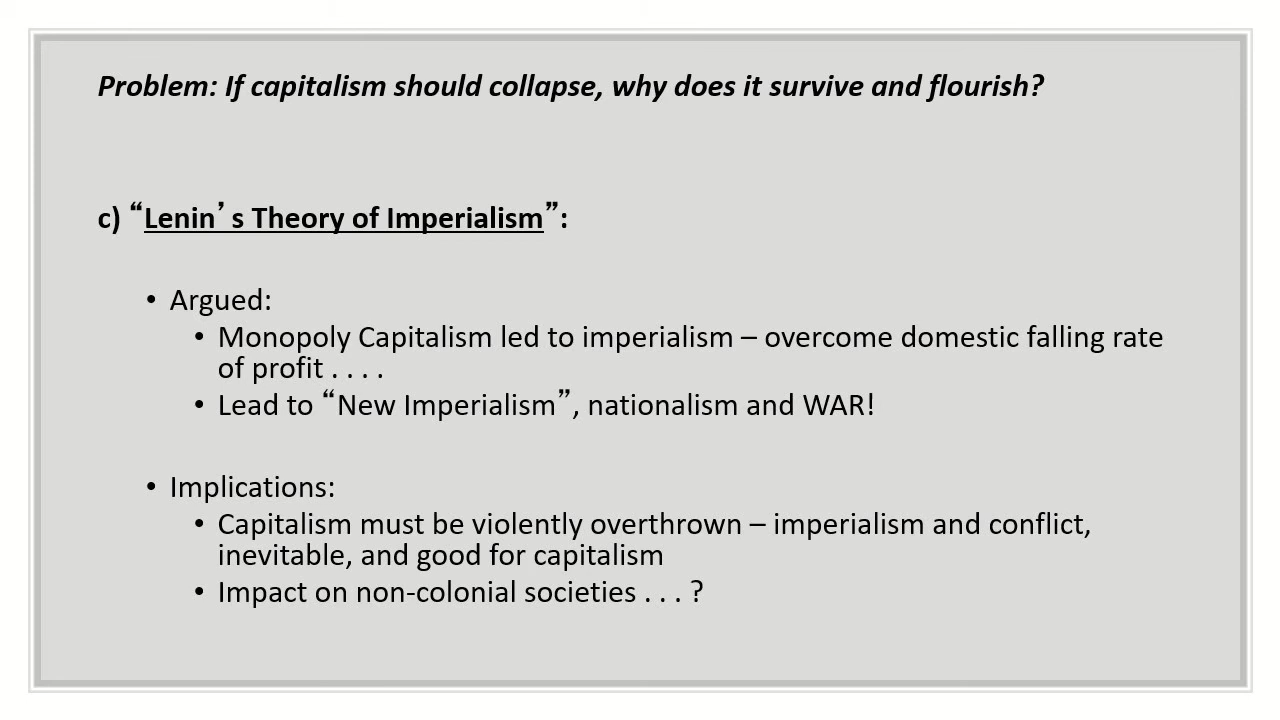 Problem: If capitalism should collapse, why does it survive and flourish?
c) “Lenin’ s Theory of Imperialism”:
• Argued:
• Monopoly Capitalism led to imperialism – overcome domestic falling rate
of profit . . . .
• Lead to “New Imperialism”, nationalism and WAR!
• Implications:
• Capitalism must be violently overthrown – imperialism and conflict,
inevitable, and good for capitalism
• Impact on non-colonial societies . . . ?